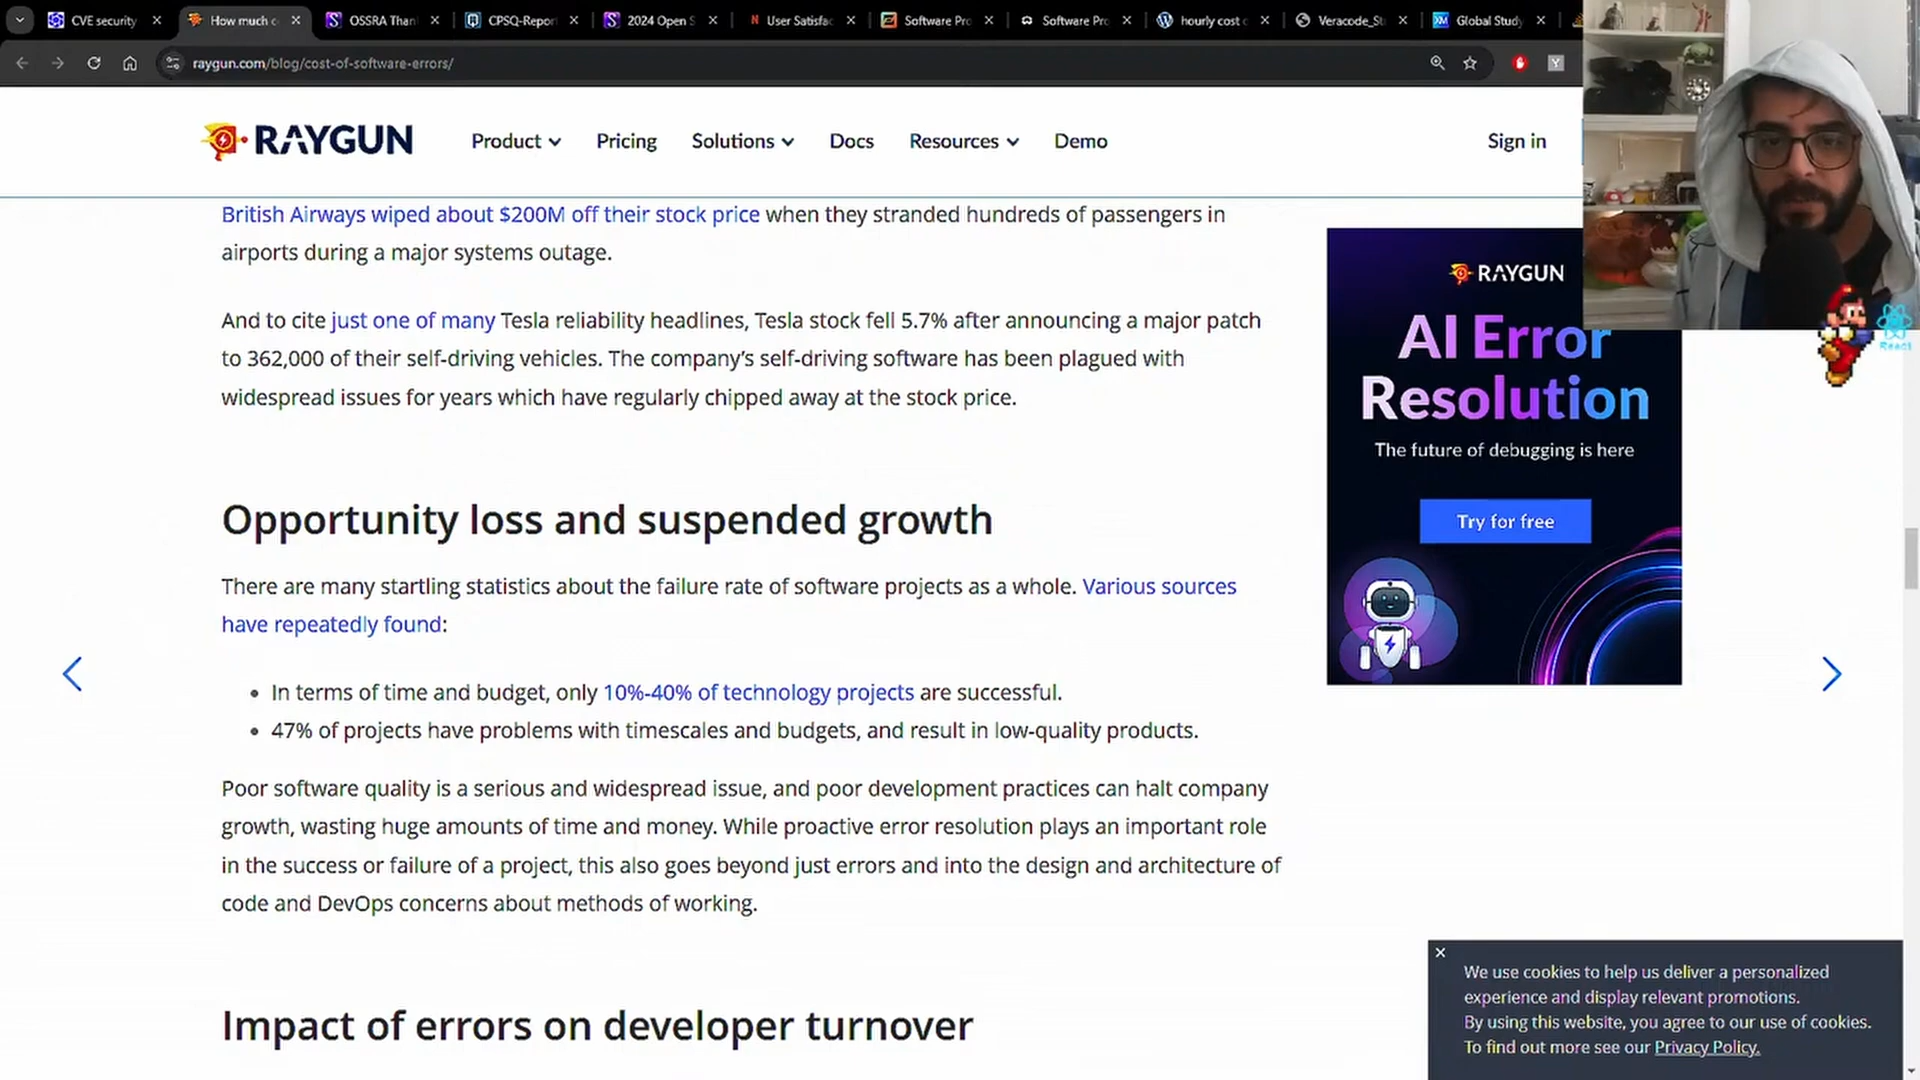 CVE security
How much c
OSSRA Than
CPSQ-Repor
2024 Open S
User Satisfac
Software Pro
Software Pro
hourly cost c
Veracode_St
Global Study
raygun.com/blog/cost-of-software-errors/
RAYGUN
Product
Pricing
Solutions
Docs
Resources
Demo
Sign in
British Airways wiped about $200M off their stock price when they stranded hundreds of passengers in
airports during a major systems outage.
And to cite just one of many Tesla reliability headlines, Tesla stock fell 5.7% after announcing a major patch
to 362,000 of their self-driving vehicles. The company’s self-driving software has been plagued with
widespread issues for years which have regularly chipped away at the stock price.
Opportunity loss and suspended growth
There are many startling statistics about the failure rate of software projects as a whole. Various sources
have repeatedly found:
• In terms of time and budget, only 10%-40% of technology projects are successful.
• 47% of projects have problems with timescales and budgets, and result in low-quality products.
Poor software quality is a serious and widespread issue, and poor development practices can halt company
growth, wasting huge amounts of time and money. While proactive error resolution plays an important role
in the success or failure of a project, this also goes beyond just errors and into the design and architecture of
code and DevOps concerns about methods of working.
Impact of errors on developer turnover
RAYGUN
AI Error
Resolution
The future of debugging is here
Try for free
React
We use cookies to help us deliver a personalized
experience and display relevant promotions.
By using this website, you agree to our use of cookies.
To find out more see our Privacy Policy.